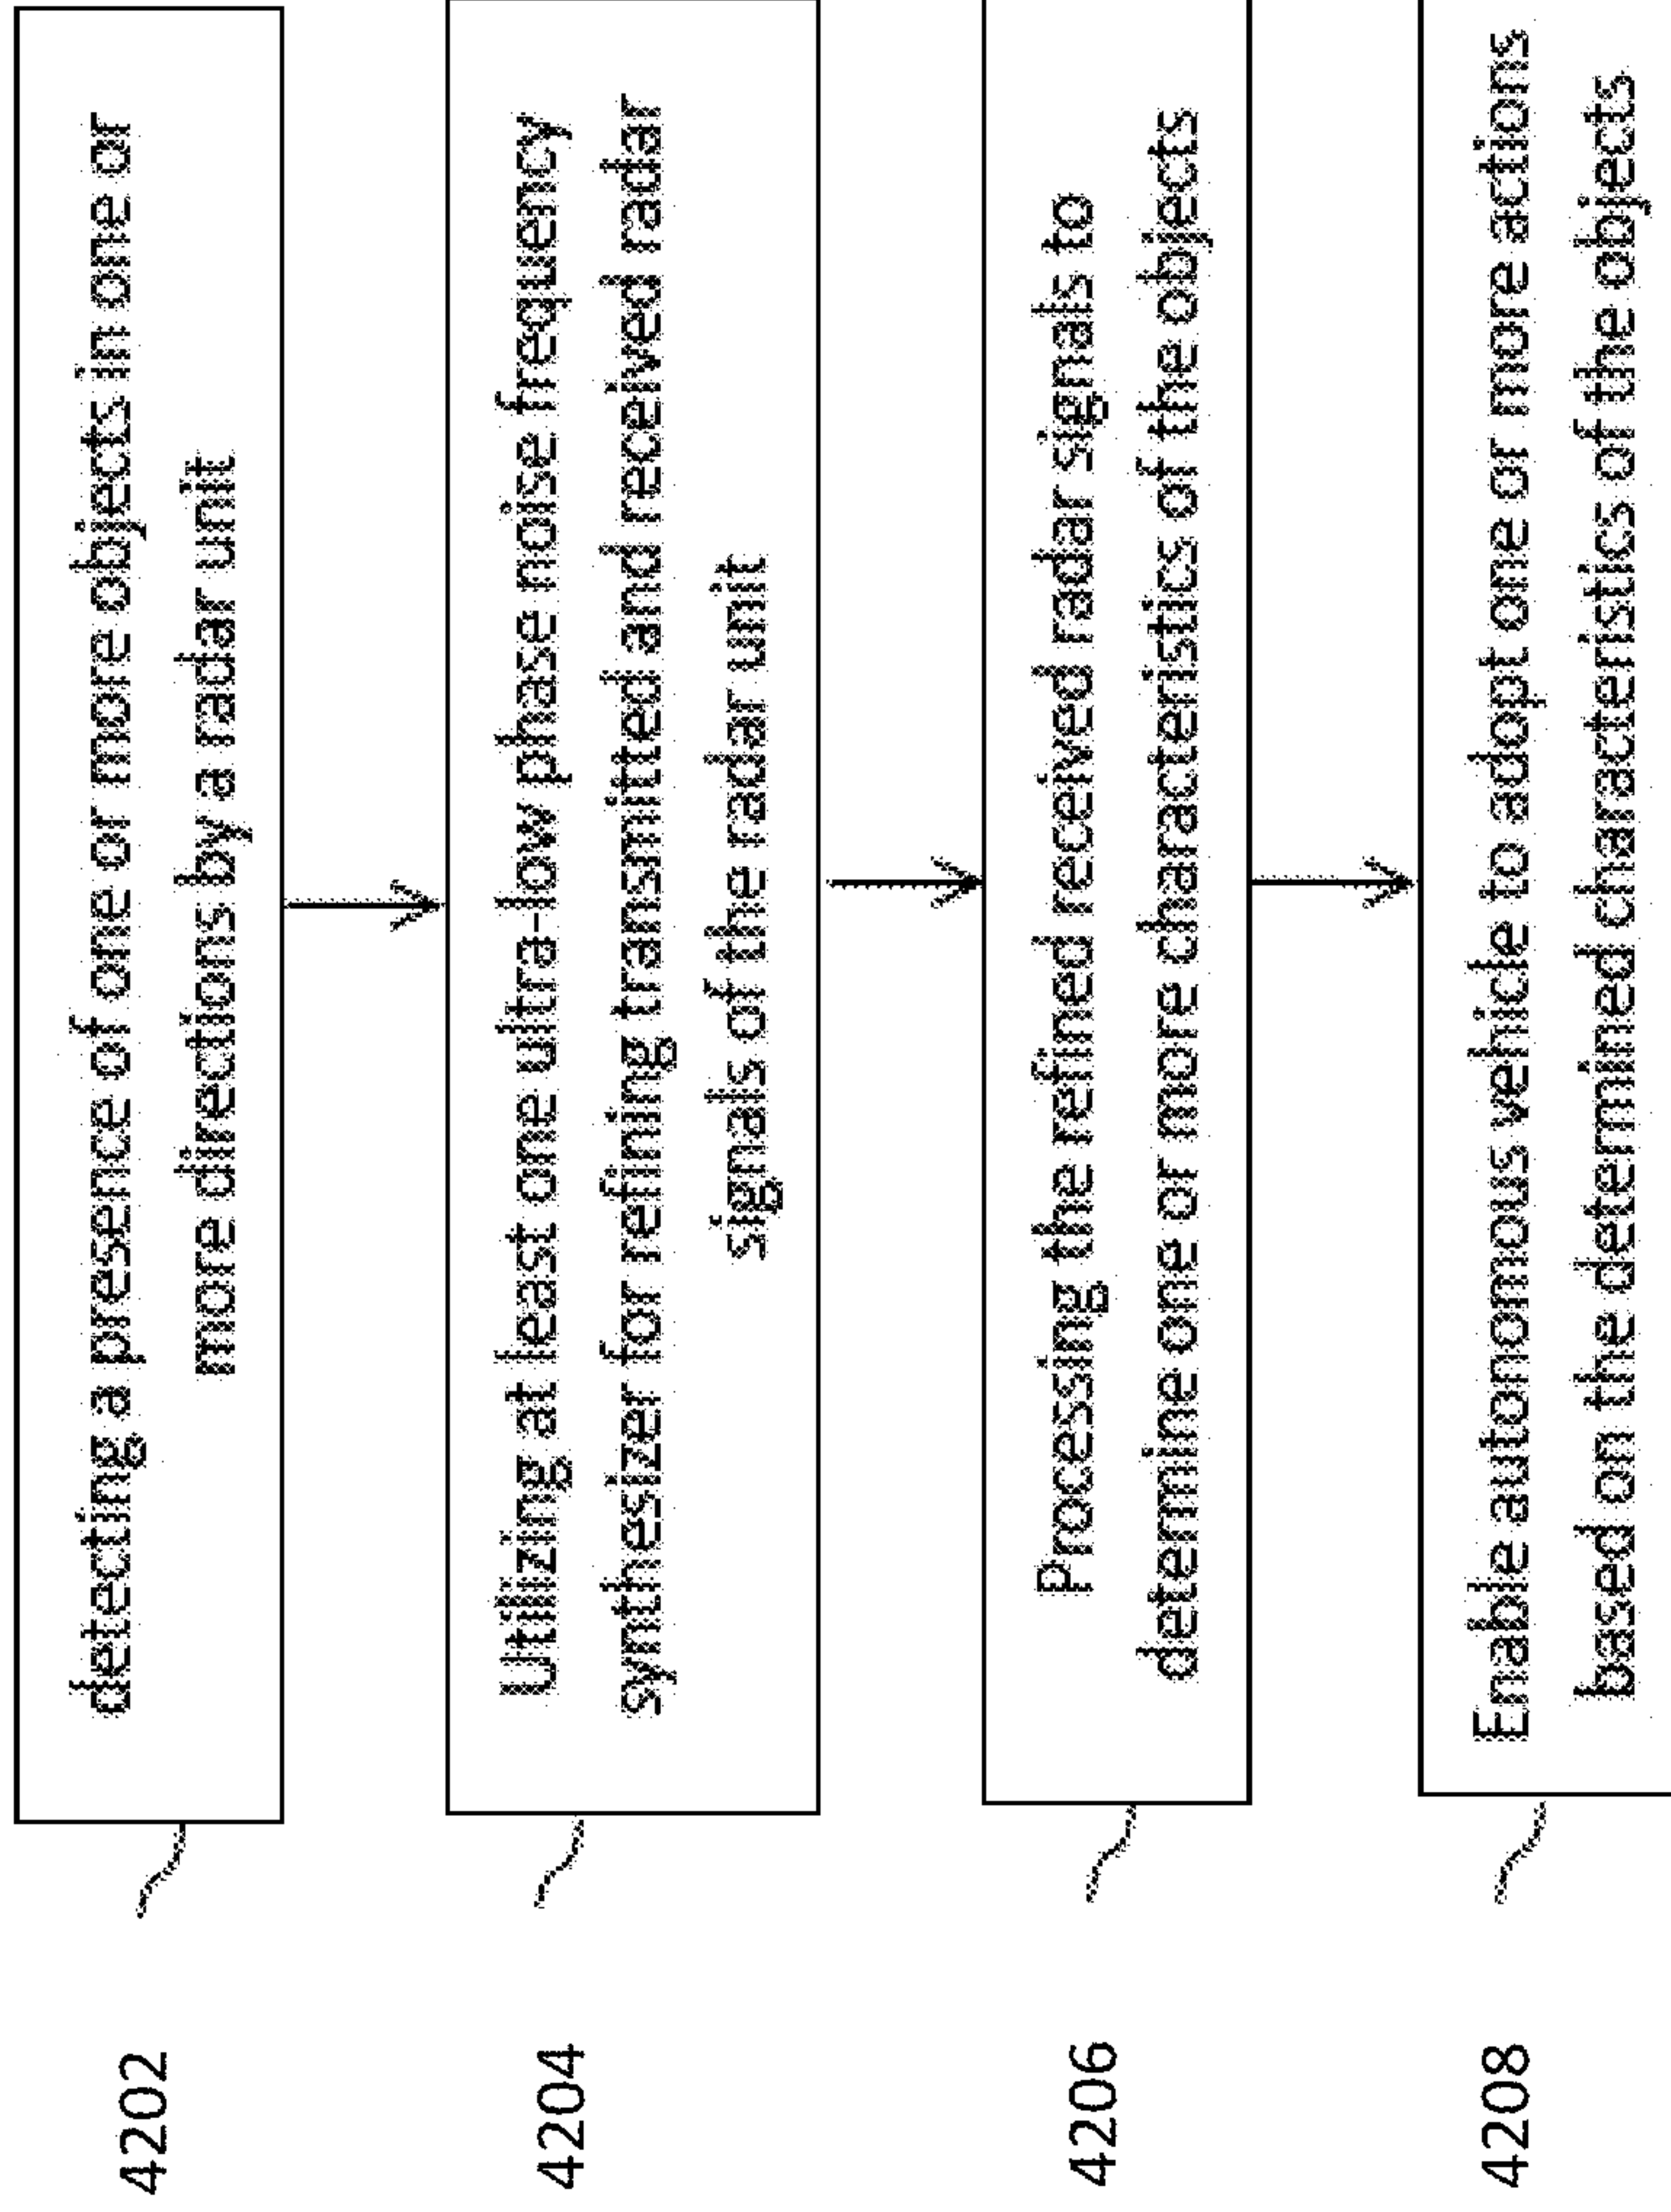 4202
detecting a presence of one or more objects in one or
more directions by a radar unit
4204
Utilizing at least one ultra-low phase noise frequency
synthesizer for refining transmitted and received radar
signals of the radar unit
4206
Processing the refined received radar signals to
determine one or more characteristics of the objects
4208
Enable autonomous vehicle to adopt one or more actions
based on the determined characteristics of the objects